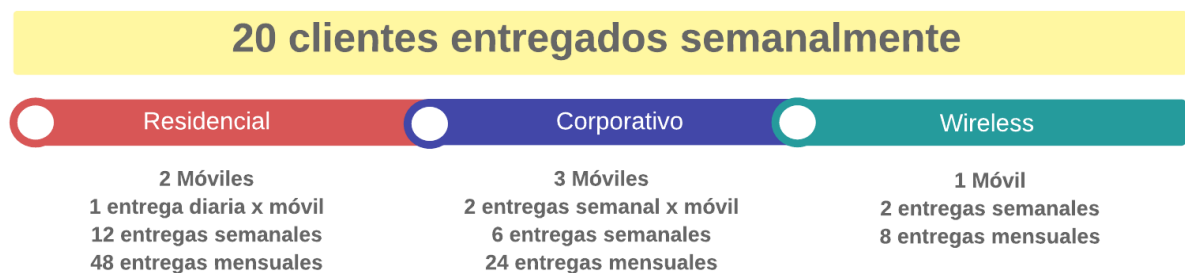 20 clientes entregados semanalmente
Residencial
2 Móviles
1 entrega diaria x móvil
12 entregas semanales
48 entregas mensuales
Corporativo
3 Móviles
2 entregas semanal x móvil
6 entregas semanales
24 entregas mensuales
Wireless
1 Móvil
2 entregas semanales
8 entregas mensuales